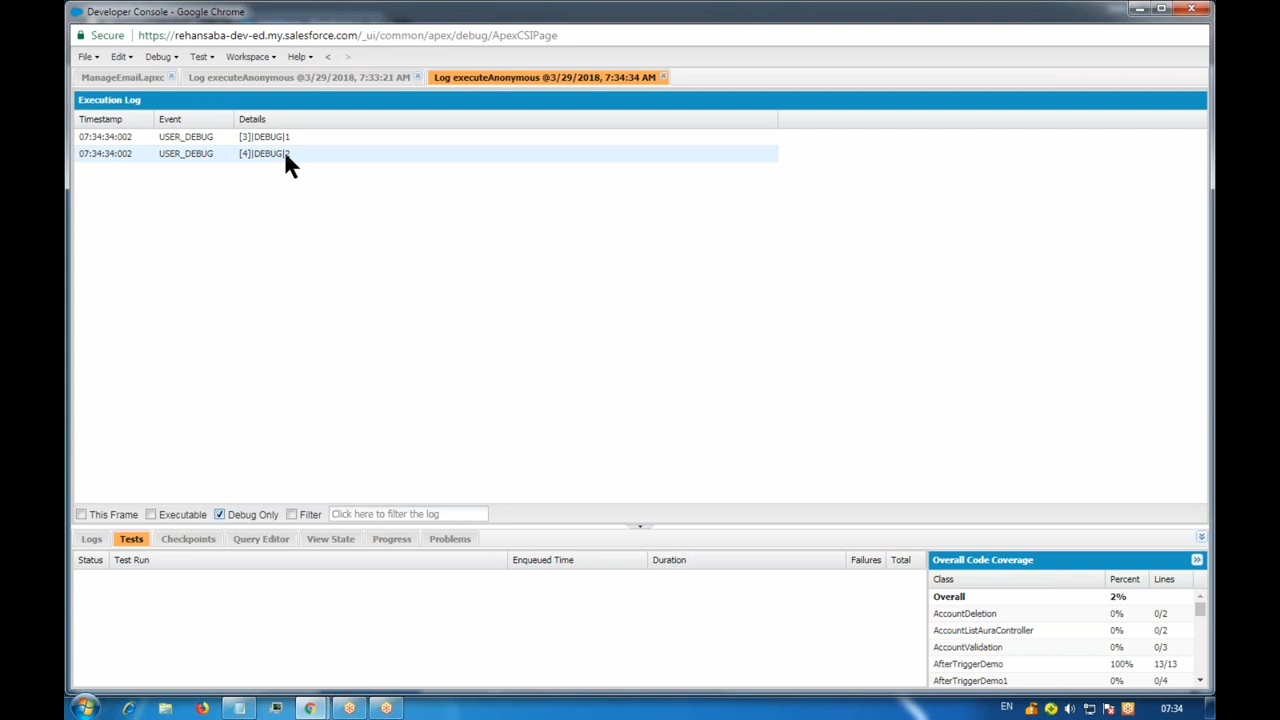 Developer Console - Google Chrome
Secure https://rehansaba-dev-ed.my.salesforce.com/_ui/common/apex/debug/ApexCSIPage
File Edit Debug Test Workspace Help < >
ManageEmail.apxc Log executeAnonymous @3/29/2018, 7:33:21 AM Log executeAnonymous @3/29/2018, 7:34:34 AM
Execution Log
Timestamp Event Details
07:34:34:002 USER_DEBUG [3]|DEBUG|1
07:34:34:002 USER_DEBUG [4]|DEBUG|2
This Frame Executable Debug Only Filter Click here to filter the log
Logs Tests Checkpoints Query Editor View State Progress Problems
Status Test Run Enqueued Time Duration Failures Total Overall Code Coverage
Class Percent Lines
Overall 2%
AccountDeletion 0% 0/2
AccountListAuraController 0% 0/2
AccountValidation 0% 0/3
AfterTriggerDemo 100% 13/13
AfterTriggerDemo1 0% 0/4
EN 07:34